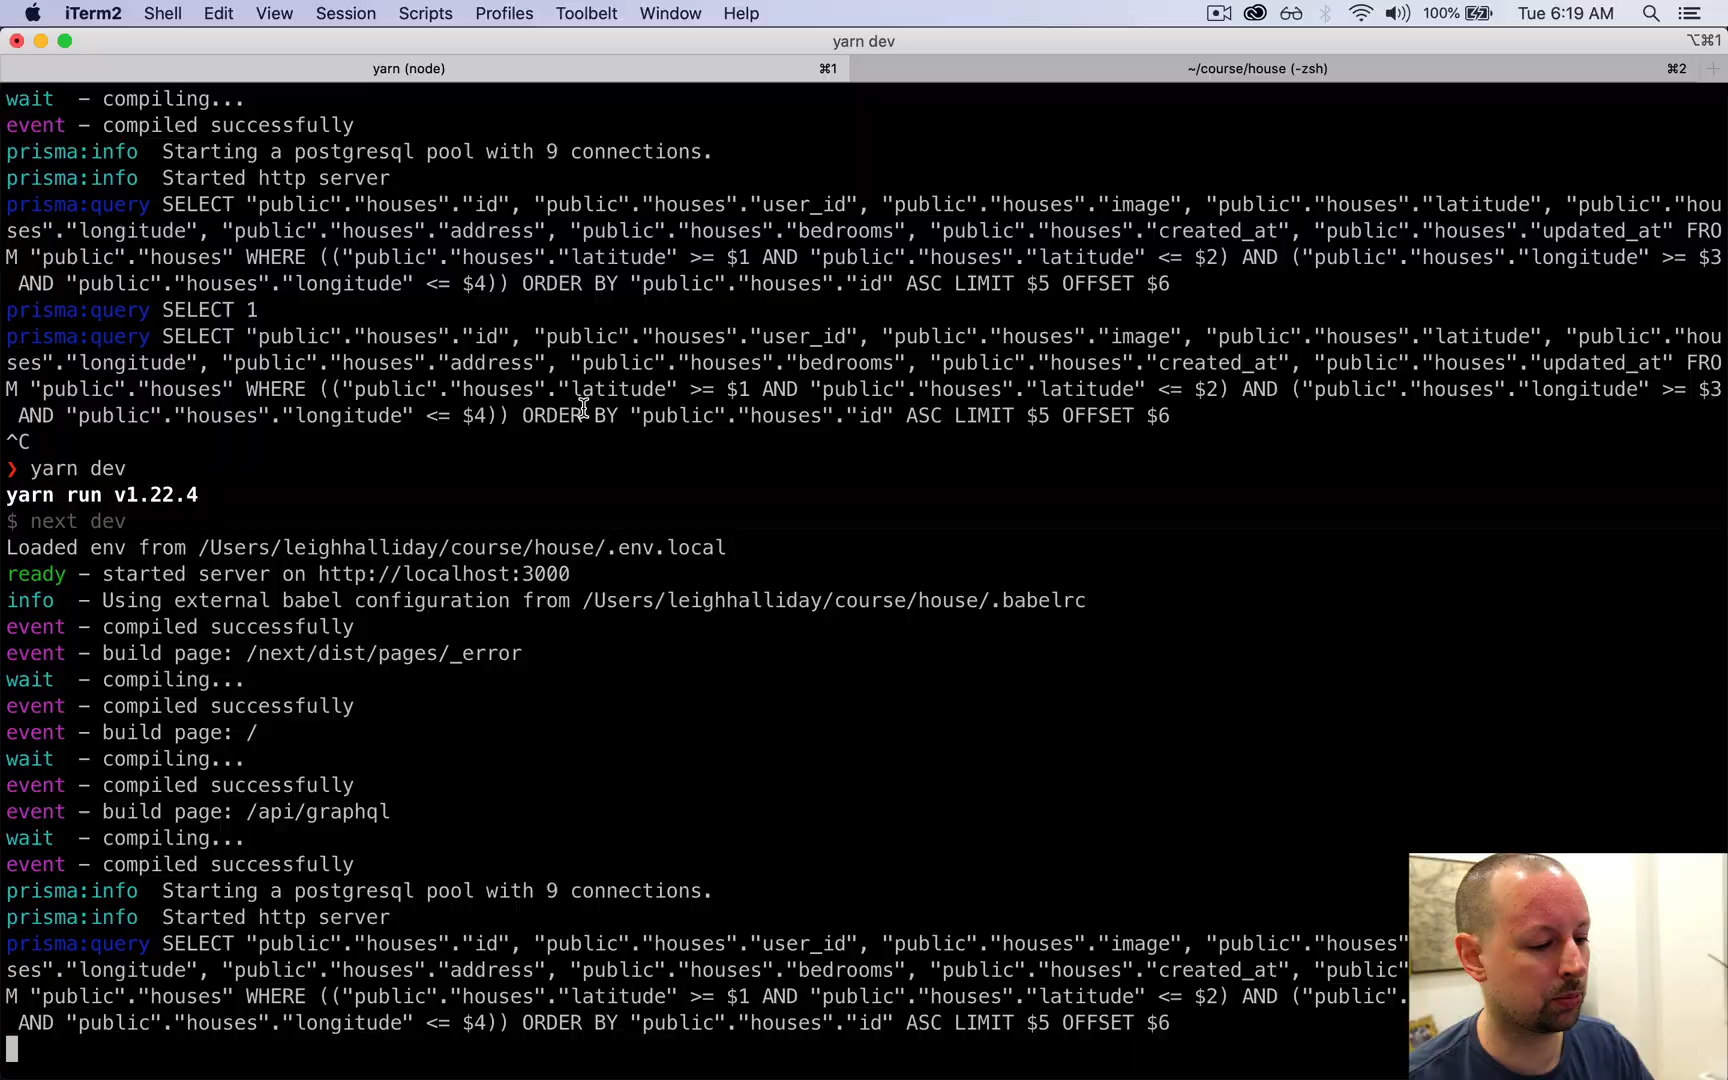 iTerm2 Shell Edit View Session Scripts Profiles Toolbelt Window Help 100% Tue 6:19 AM
yarn dev ⌥⌘1
yarn (node) ⌘1 ~/course/house (-zsh) ⌘2
wait – compiling...
event – compiled successfully
prisma:info Starting a postgresql pool with 9 connections.
prisma:info Started http server
prisma:query SELECT "public"."houses"."id", "public"."houses"."user_id", "public"."houses"."image", "public"."houses"."latitude", "public"."hou
ses"."longitude", "public"."houses"."address", "public"."houses"."bedrooms", "public"."houses"."created_at", "public"."houses"."updated_at" FRO
M "public"."houses" WHERE (("public"."houses"."latitude" >= $1 AND "public"."houses"."latitude" <= $2) AND ("public"."houses"."longitude" >= $3
AND "public"."houses"."longitude" <= $4)) ORDER BY "public"."houses"."id" ASC LIMIT $5 OFFSET $6
prisma:query SELECT 1
prisma:query SELECT "public"."houses"."id", "public"."houses"."user_id", "public"."houses"."image", "public"."houses"."latitude", "public"."hou
ses"."longitude", "public"."houses"."address", "public"."houses"."bedrooms", "public"."houses"."created_at", "public"."houses"."updated_at" FRO
M "public"."houses" WHERE (("public"."houses"."latitude" >= $1 AND "public"."houses"."latitude" <= $2) AND ("public"."houses"."longitude" >= $3
AND "public"."houses"."longitude" <= $4)) ORDER BY "public"."houses"."id" ASC LIMIT $5 OFFSET $6
^C
❯ yarn dev
yarn run v1.22.4
$ next dev
Loaded env from /Users/leighhalliday/course/house/.env.local
ready – started server on http://localhost:3000
info – Using external babel configuration from /Users/leighhalliday/course/house/.babelrc
event – compiled successfully
event – build page: /next/dist/pages/_error
wait – compiling...
event – compiled successfully
event – build page: /
wait – compiling...
event – compiled successfully
event – build page: /api/graphql
wait – compiling...
event – compiled successfully
prisma:info Starting a postgresql pool with 9 connections.
prisma:info Started http server
prisma:query SELECT "public"."houses"."id", "public"."houses"."user_id", "public"."houses"."image", "public"."houses"
ses"."longitude", "public"."houses"."address", "public"."houses"."bedrooms", "public"."houses"."created_at", "public"
M "public"."houses" WHERE (("public"."houses"."latitude" >= $1 AND "public"."houses"."latitude" <= $2) AND ("public".
AND "public"."houses"."longitude" <= $4)) ORDER BY "public"."houses"."id" ASC LIMIT $5 OFFSET $6